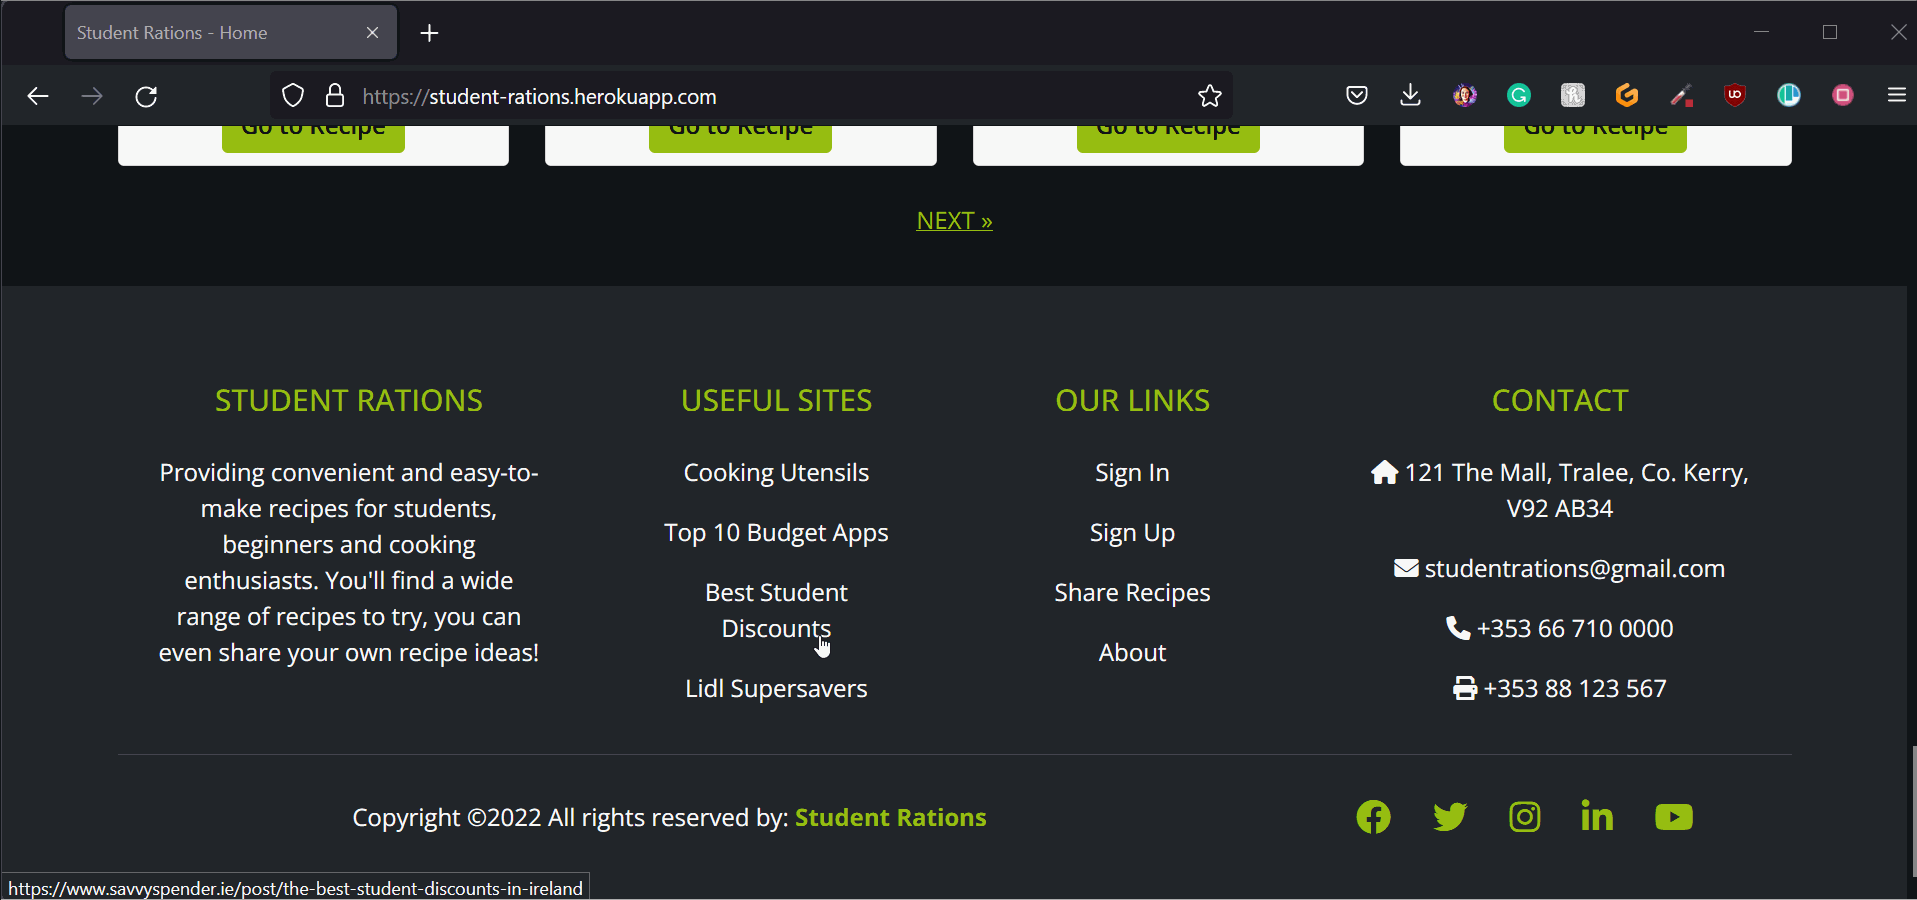 Student Rations - Home
https://student-rations.herokuapp.com
Go to Recipe
Go to Recipe
Go to Recipe
Go to Recipe
NEXT »
STUDENT RATIONS
Providing convenient and easy-to-
make recipes for students,
beginners and cooking
enthusiasts. You'll find a wide
range of recipes to try, you can
even share your own recipe ideas!
USEFUL SITES
Cooking Utensils
Top 10 Budget Apps
Best Student
Discounts
Lidl Supersavers
OUR LINKS
Sign In
Sign Up
Share Recipes
About
CONTACT
121 The Mall, Tralee, Co. Kerry,
V92 AB34
studentrations@gmail.com
+353 66 710 0000
+353 88 123 567
Copyright ©2022 All rights reserved by: Student Rations
https://www.savvyspender.ie/post/the-best-student-discounts-in-ireland